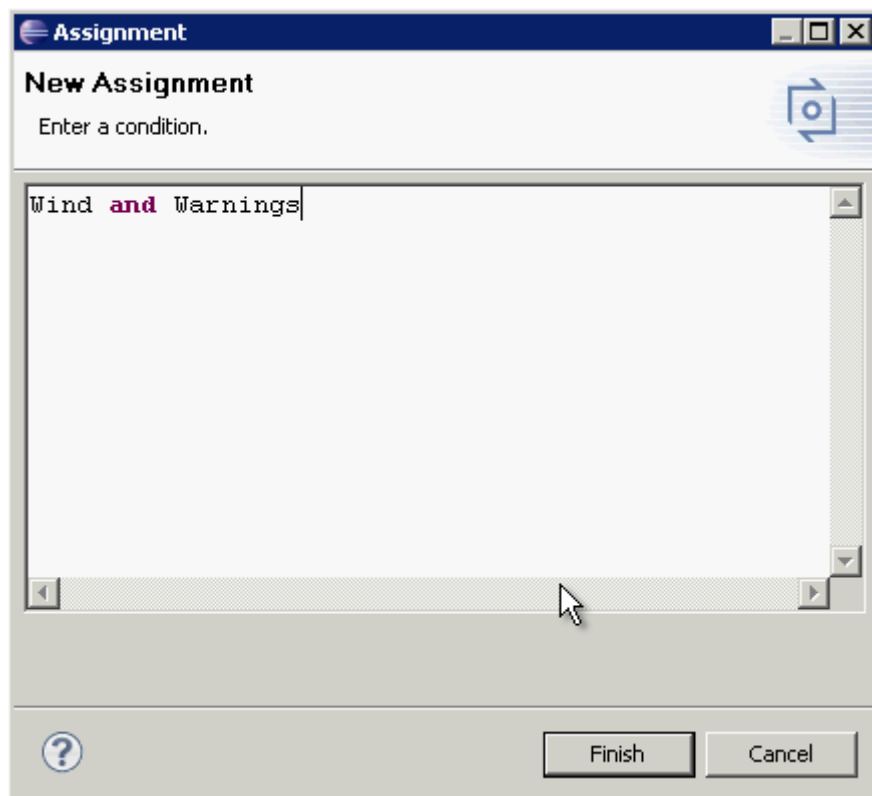 Assignment
New Assignment
Enter a condition.
Wind and Warnings
?
Finish Cancel